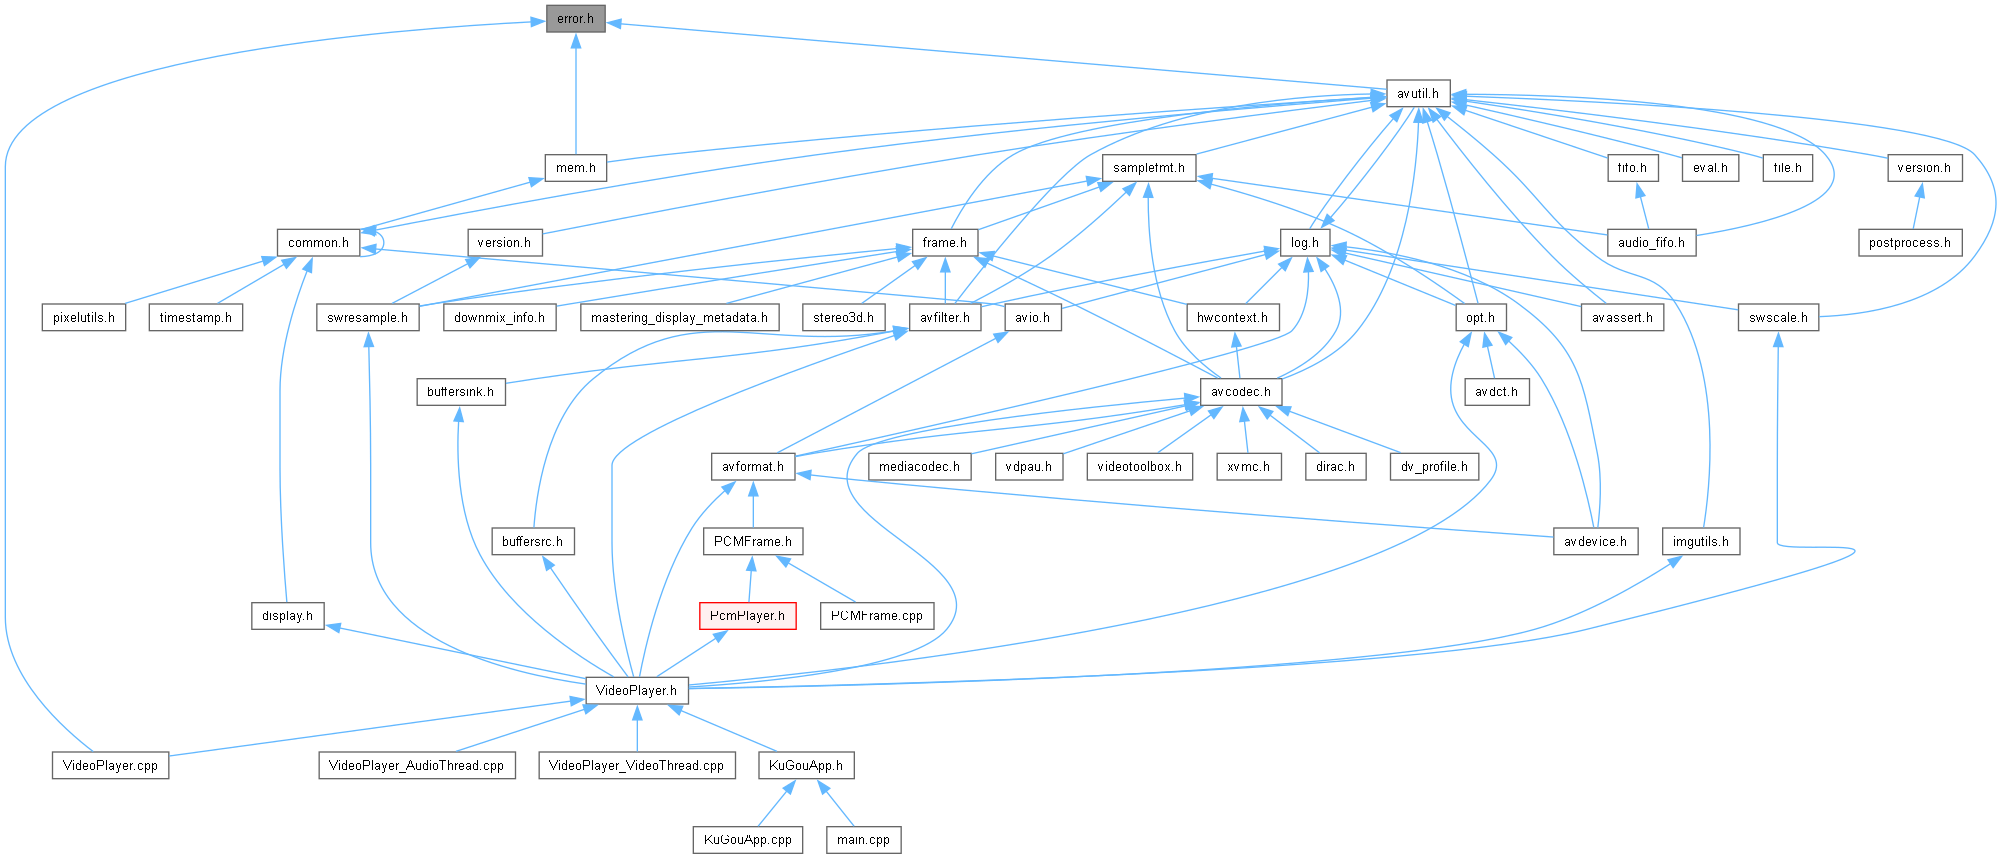 error.h
avutil.h
mem.h
samplefmt.h
fifo.h
eval.h
file.h
version.h
common.h
version.h
frame.h
log.h
audio_fifo.h
postprocess.h
pixelutils.h
timestamp.h
swresample.h
downmix_info.h
mastering_display_metadata.h
stereo3d.h
avfilter.h
avio.h
hwcontext.h
opt.h
avassert.h
swscale.h
buffersink.h
avcodec.h
avdct.h
avformat.h
mediacodec.h
vdpau.h
videotoolbox.h
xvmc.h
dirac.h
dv_profile.h
buffersrc.h
PCMFrame.h
avdevice.h
imgutils.h
display.h
PcmPlayer.h
PCMFrame.cpp
VideoPlayer.h
VideoPlayer.cpp
VideoPlayer_AudioThread.cpp
VideoPlayer_VideoThread.cpp
KuGouApp.h
KuGouApp.cpp
main.cpp